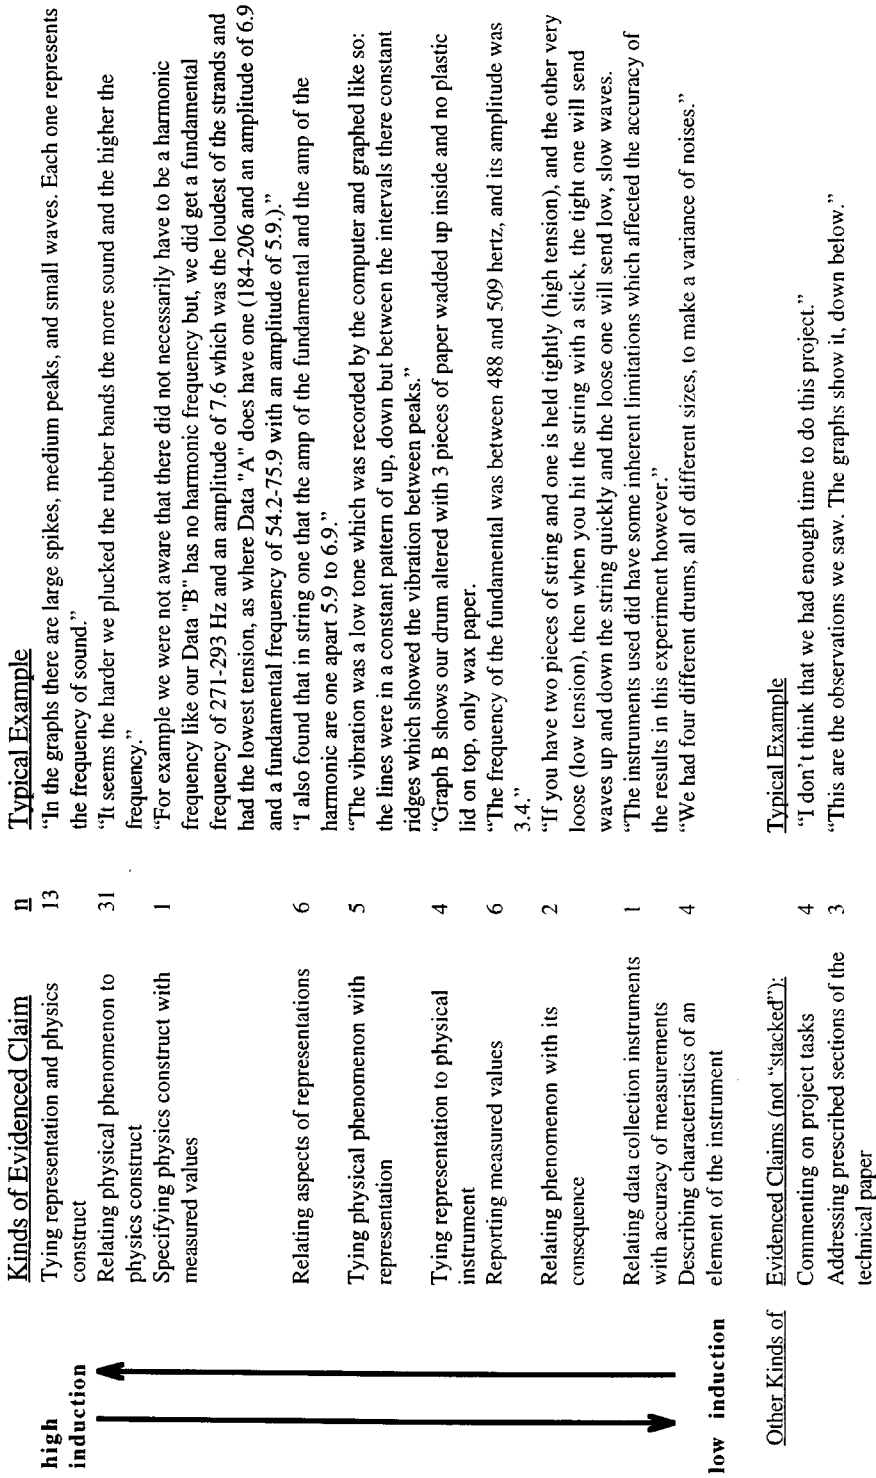 Kinds of Evidenced Claim n Typical Example
high induction
Tying representation and physics construct 13 “In the graphs there are large spikes, medium peaks, and small waves. Each one represents
the frequency of sound.”
Relating physical phenomenon to physics construct 31 “It seems the harder we plucked the rubber bands the more sound and the higher the
frequency.”
Specifying physics construct with measured values 1 “For example we were not aware that there did not necessarily have to be a harmonic
frequency like our Data "B" has no harmonic frequency but, we did get a fundamental
frequency of 271-293 Hz and an amplitude of 7.6 which was the loudest of the strands and
had the lowest tension, as where Data "A" does have one (184-206 and an amplitude of 6.9
and a fundamental frequency of 54.2-75.9 with an amplitude of 5.9.).”
Relating aspects of representations 6 “I also found that in string one that the amp of the fundamental and the amp of the
harmonic are one apart 5.9 to 6.9.”
Tying physical phenomenon with representation 5 “The vibration was a low tone which was recorded by the computer and graphed like so:
the lines were in a constant pattern of up, down but between the intervals there constant
ridges which showed the vibration between peaks.”
Tying representation to physical instrument 4 “Graph B shows our drum altered with 3 pieces of paper wadded up inside and no plastic
lid on top, only wax paper.
Reporting measured values 6 “The frequency of the fundamental was between 488 and 509 hertz, and its amplitude was
3.4.”
Relating phenomenon with its consequence 2 “If you have two pieces of string and one is held tightly (high tension), and the other very
loose (low tension), then when you hit the string with a stick, the tight one will send
waves up and down the string quickly and the loose one will send low, slow waves.
Relating data collection instruments with accuracy of measurements 1 “The instruments used did have some inherent limitations which affected the accuracy of
the results in this experiment however.”
Describing characteristics of an element of the instrument 4 “We had four different drums, all of different sizes, to make a variance of noises.”
low induction
Other Kinds of Evidenced Claims (not “stacked”): Typical Example
Commenting on project tasks 4 “I don’t think that we had enough time to do this project.”
Addressing prescribed sections of the technical paper 3 “This are the observations we saw. The graphs show it, down below.”